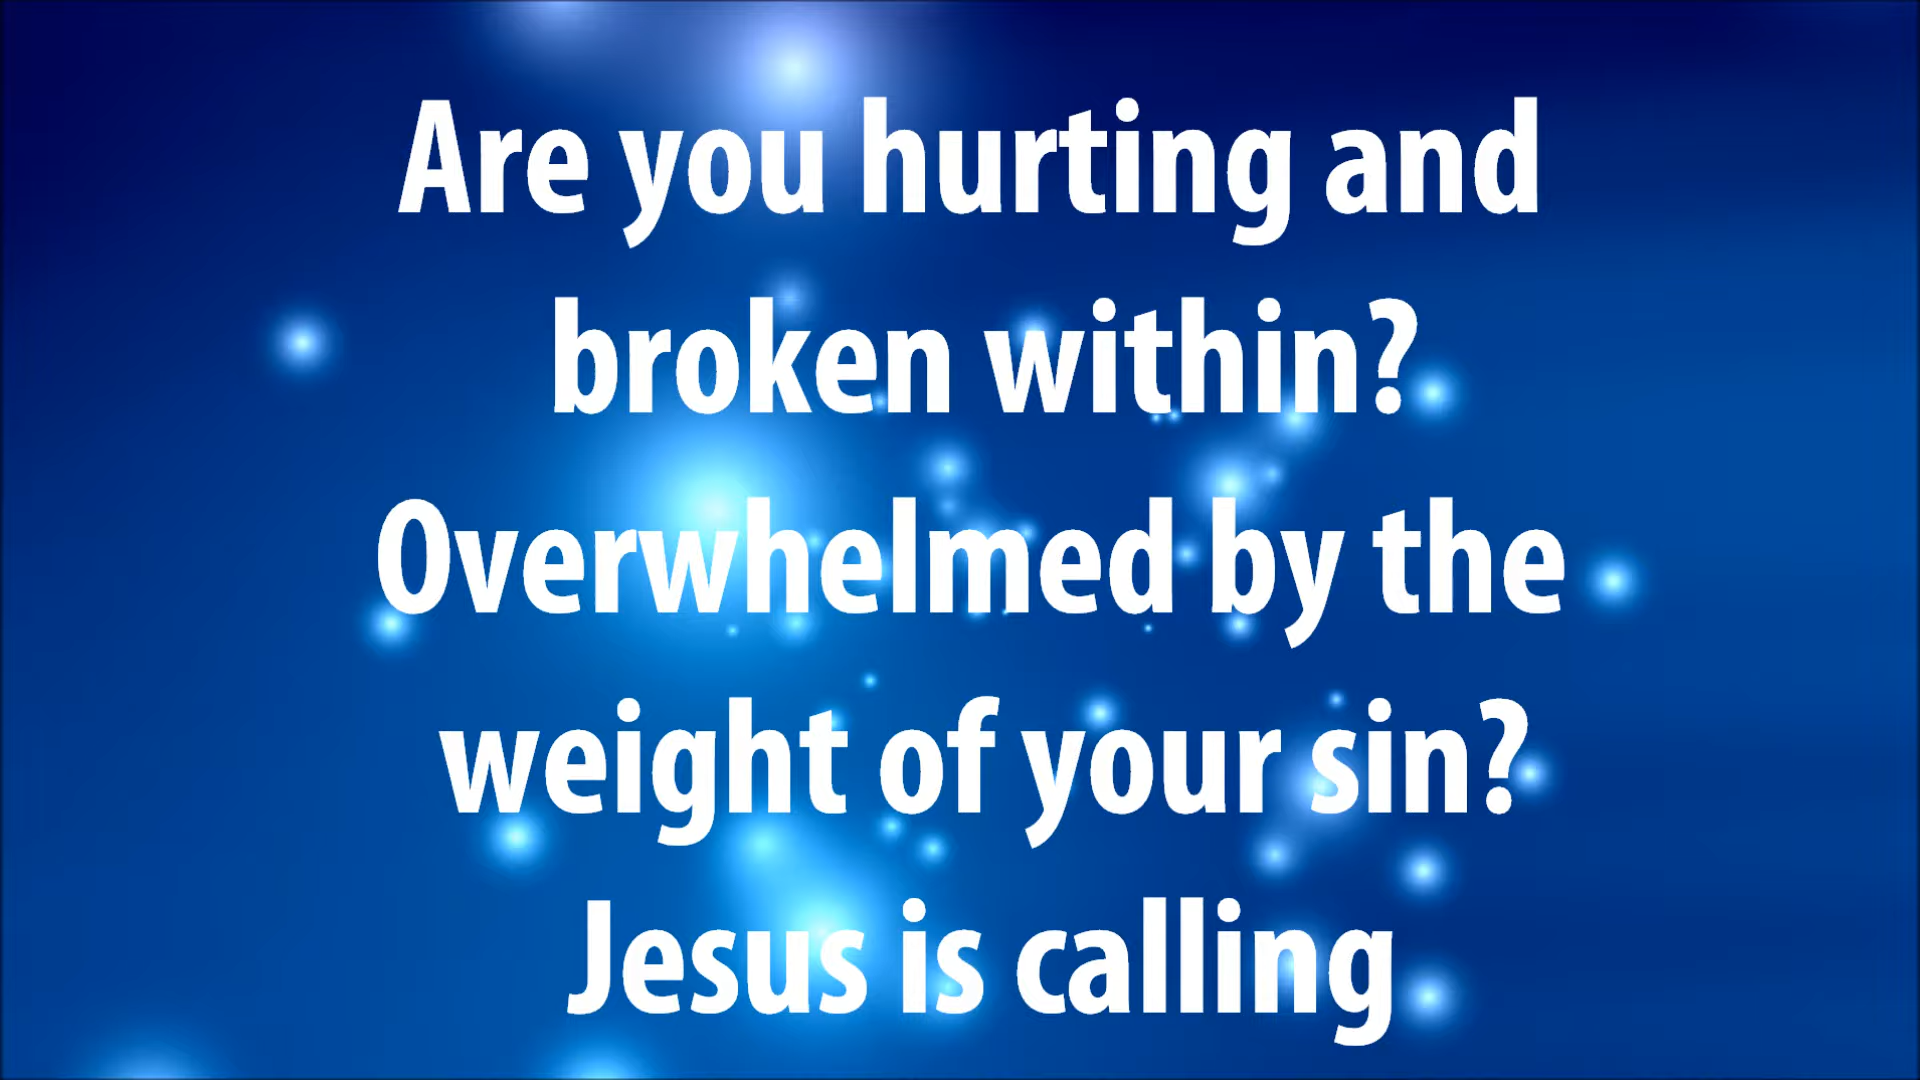 Are you hurting and
broken within?
Overwhelmed by the
weight of your sin?
Jesus is calling